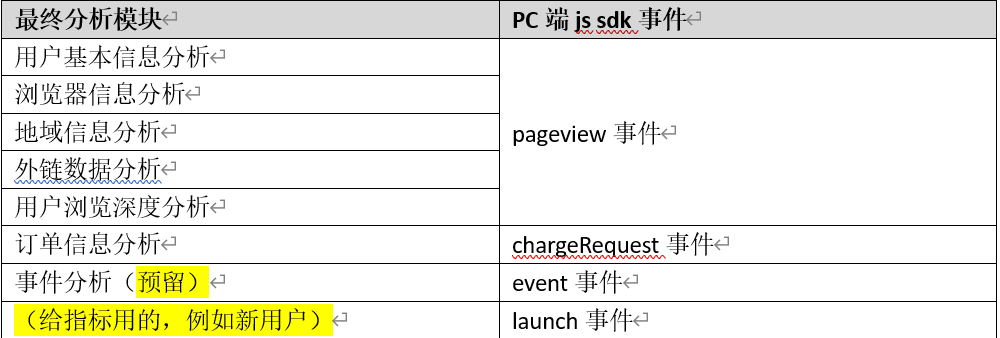 最终分析模块
PC 端 js sdk 事件
用户基本信息分析
浏览器信息分析
地域信息分析
外链数据分析
用户浏览深度分析
pageview 事件
订单信息分析
chargeRequest 事件
事件分析（预留）
event 事件
（给指标用的，例如新用户）
launch 事件